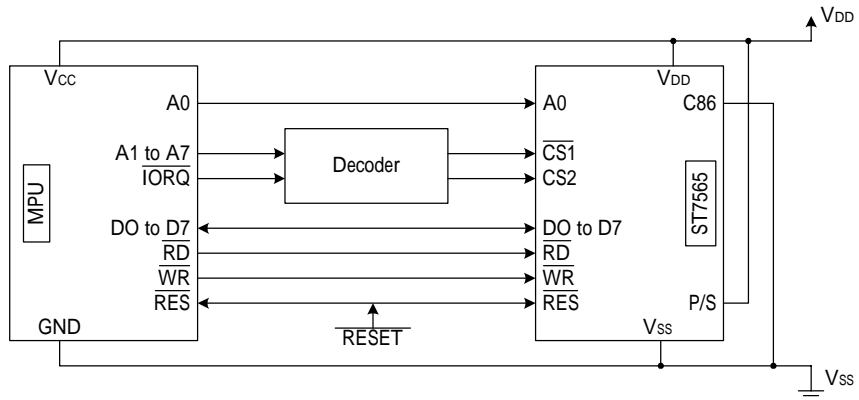 VDD
VCC
VDD
A0
A0
C86
A1 to A7
Decoder
CS1
IORQ
CS2
MPU
ST7565
DO to D7
DO to D7
RD
RD
WR
WR
RES
RES
P/S
RESET
GND
VSS
VSS